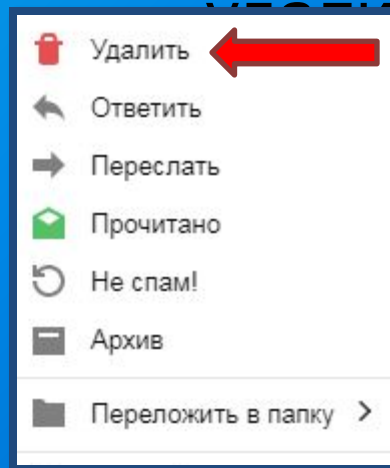 Удалить
Ответить
Переслать
Прочитано
Не спам!
Архив
Переложить в папку